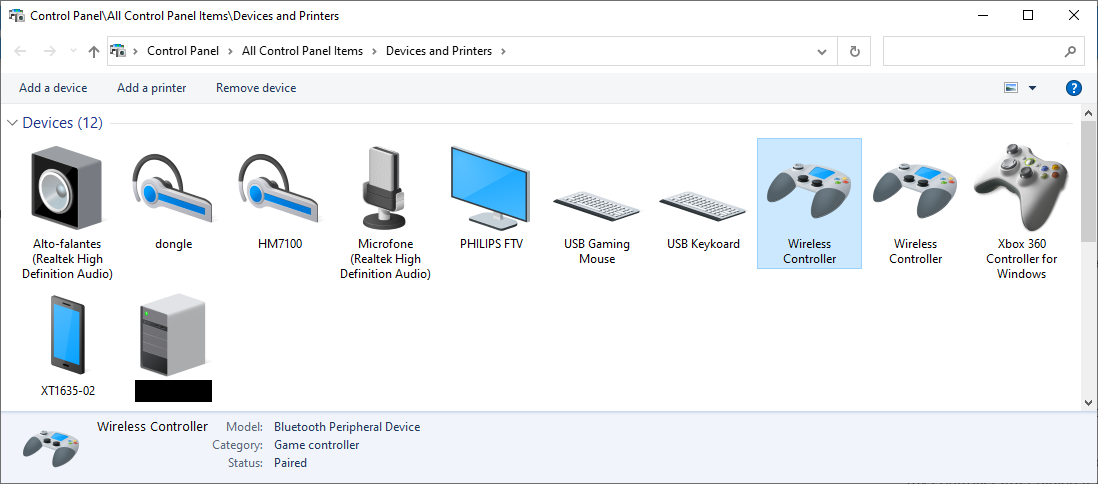 Control Panel\All Control Panel Items\Devices and Printers
Control Panel > All Control Panel Items > Devices and Printers >
Add a device Add a printer Remove device
Devices (12)
Alto-falantes
(Realtek High
Definition Audio)
dongle
HM7100
Microfone
(Realtek High
Definition Audio)
PHILIPS FTV
USB Gaming
Mouse
USB Keykoard
Wireless
Controller
Wireless
Controller
Xbox 360
Controller for
Windows
XT1635-02
Wireless Controller Model: Bluetooth Peripheral Device
Category: Game controller
Status: Paired